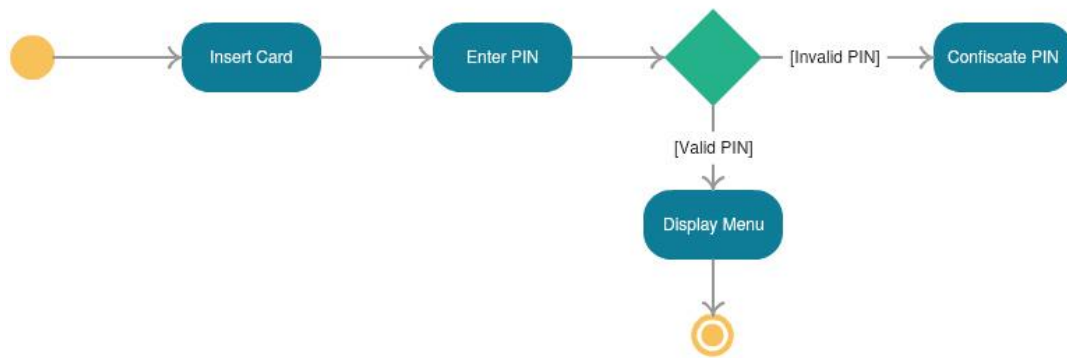 Insert Card
Enter PIN
[Invalid PIN]
Confiscate PIN
[Valid PIN]
Display Menu